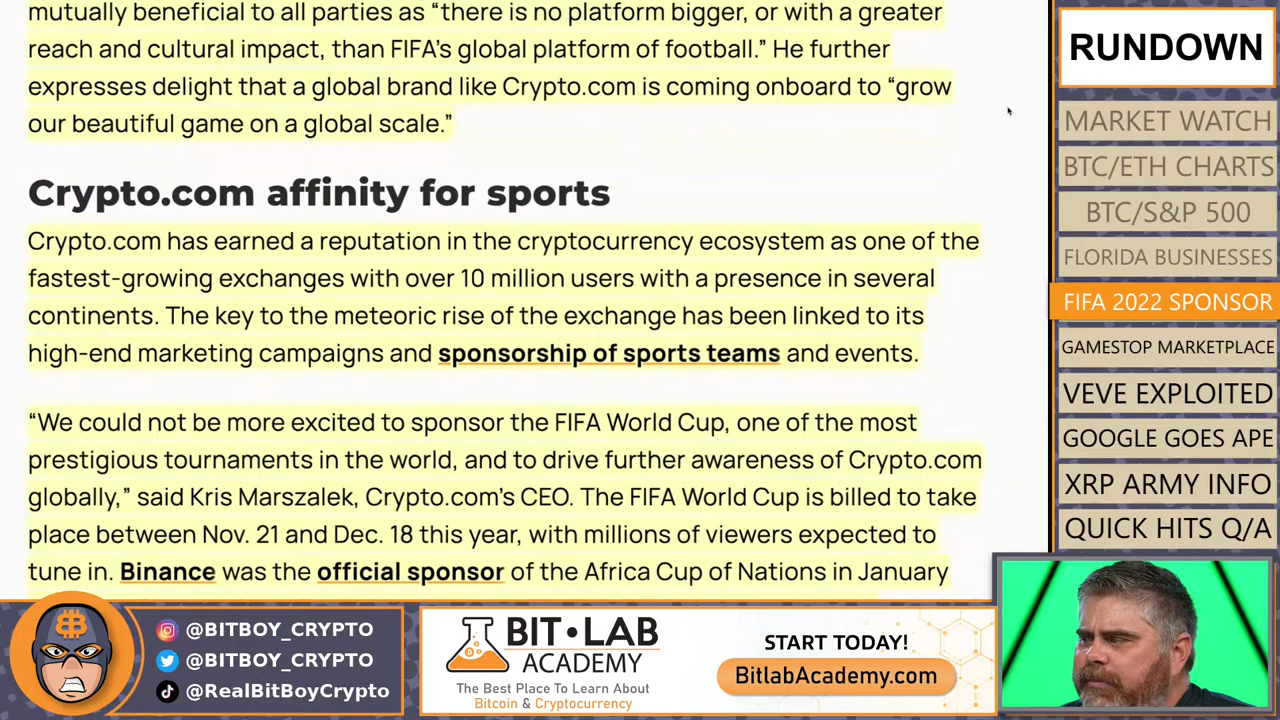 mutually beneficial to all parties as “there is no platform bigger, or with a greater
reach and cultural impact, than FIFA’s global platform of football.” He further
expresses delight that a global brand like Crypto.com is coming onboard to “grow
our beautiful game on a global scale.”
Crypto.com affinity for sports
Crypto.com has earned a reputation in the cryptocurrency ecosystem as one of the
fastest-growing exchanges with over 10 million users with a presence in several
continents. The key to the meteoric rise of the exchange has been linked to its
high-end marketing campaigns and sponsorship of sports teams and events.
“We could not be more excited to sponsor the FIFA World Cup, one of the most
prestigious tournaments in the world, and to drive further awareness of Crypto.com
globally,” said Kris Marszalek, Crypto.com’s CEO. The FIFA World Cup is billed to take
place between Nov. 21 and Dec. 18 this year, with millions of viewers expected to
tune in. Binance was the official sponsor of the Africa Cup of Nations in January
RUNDOWN
MARKET WATCH
BTC/ETH CHARTS
BTC/S&P 500
FLORIDA BUSINESSES
FIFA 2022 SPONSOR
GAMESTOP MARKETPLACE
VEVE EXPLOITED
GOOGLE GOES APE
XRP ARMY INFO
QUICK HITS Q/A
@BITBOY_CRYPTO
@BITBOY_CRYPTO
@RealBitBoyCrypto
BIT•LAB
ACADEMY
The Best Place To Learn About
Bitcoin & Cryptocurrency
START TODAY!
BitlabAcademy.com